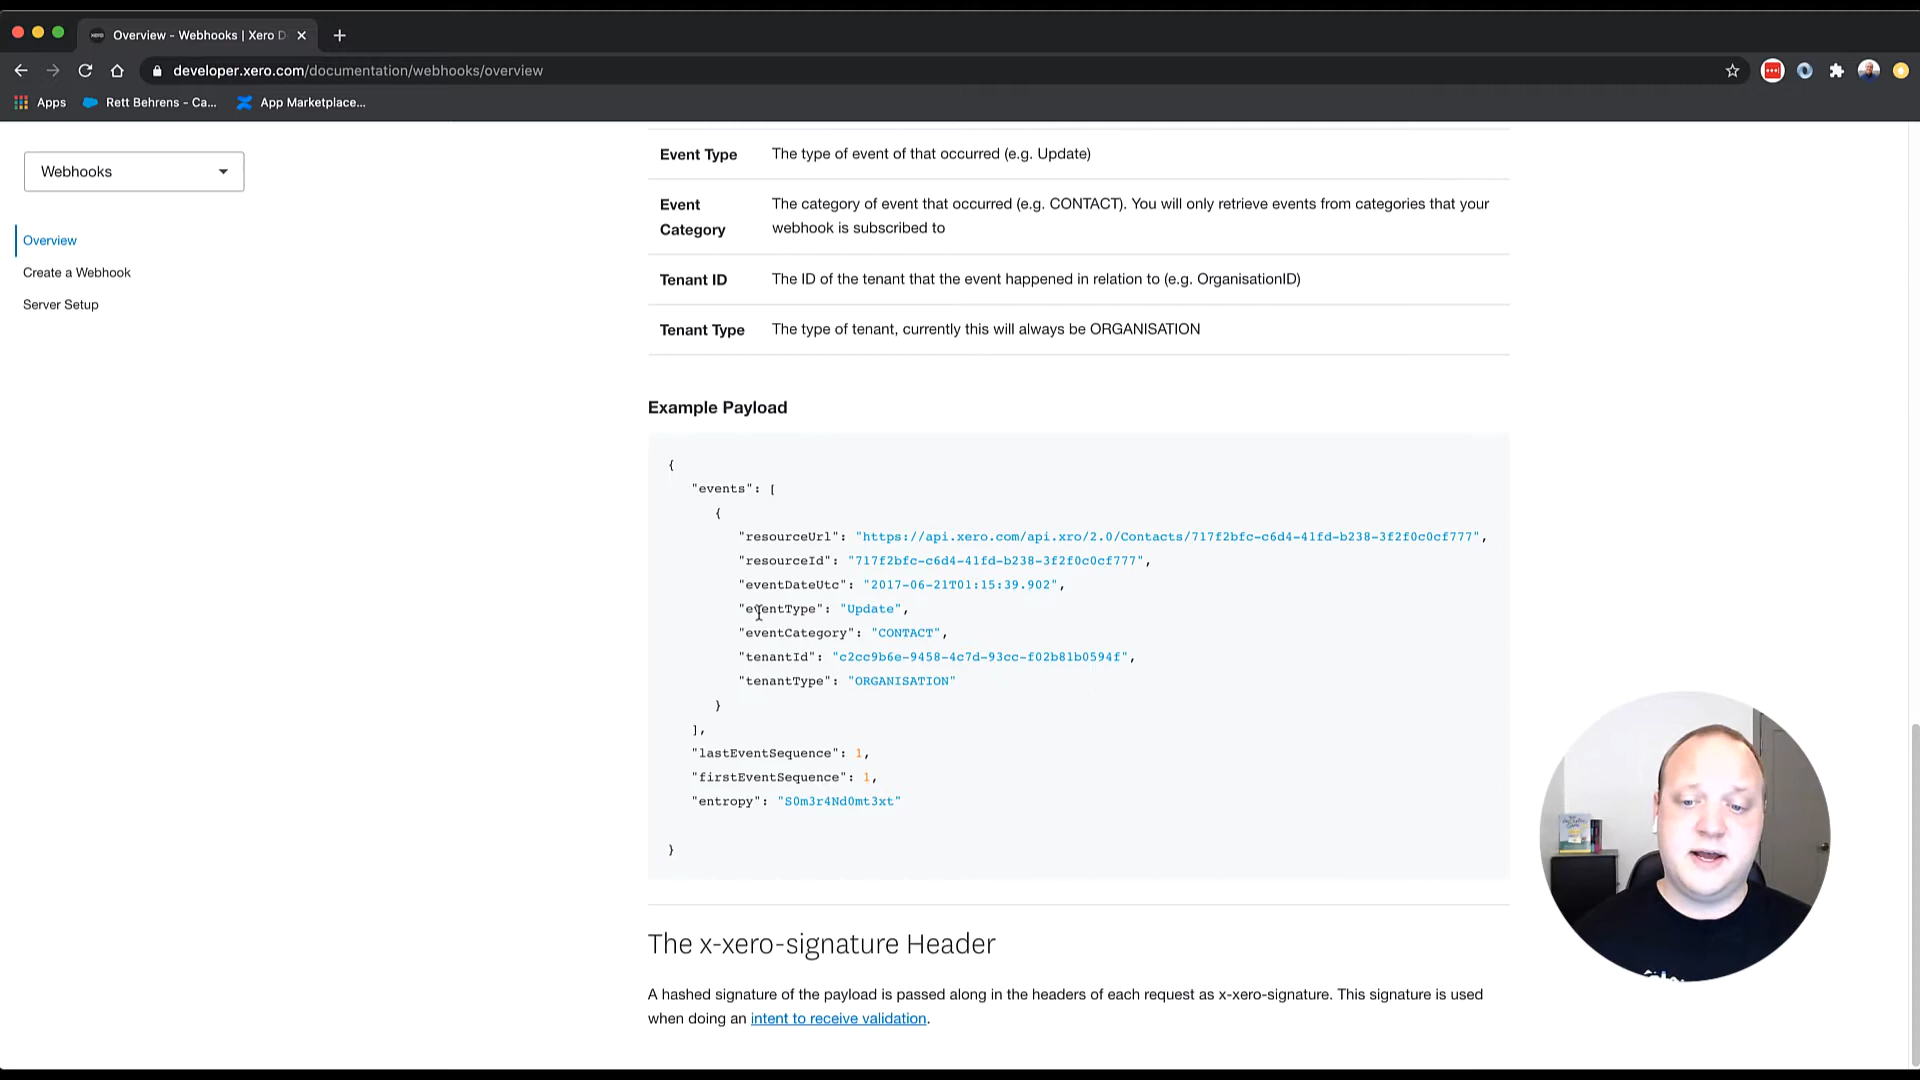 Overview - Webhooks | Xero D
developer.xero.com/documentation/webhooks/overview
Apps
Rett Behrens - Ca...
App Marketplace...
Webhooks
Overview
Create a Webhook
Server Setup
Event Type The type of event of that occurred (e.g. Update)
Event Category The category of event that occurred (e.g. CONTACT). You will only retrieve events from categories that your
webhook is subscribed to
Tenant ID The ID of the tenant that the event happened in relation to (e.g. OrganisationID)
Tenant Type The type of tenant, currently this will always be ORGANISATION
Example Payload
{
"events": [
{
"resourceUrl": "https://api.xero.com/api.xro/2.0/Contacts/717f2bfc-c6d4-41fd-b238-3f2f0c0cf777",
"resourceId": "717f2bfc-c6d4-41fd-b238-3f2f0c0cf777",
"eventDateUtc": "2017-06-21T01:15:39.902",
"eventType": "Update",
"eventCategory": "CONTACT",
"tenantId": "c2cc9b6e-9458-4c7d-93cc-f02b81b0594f",
"tenantType": "ORGANISATION"
}
],
"lastEventSequence": 1,
"firstEventSequence": 1,
"entropy": "S0m3r4Nd0mt3xt"
}
The x-xero-signature Header
A hashed signature of the payload is passed along in the headers of each request as x-xero-signature. This signature is used
when doing an intent to receive validation.